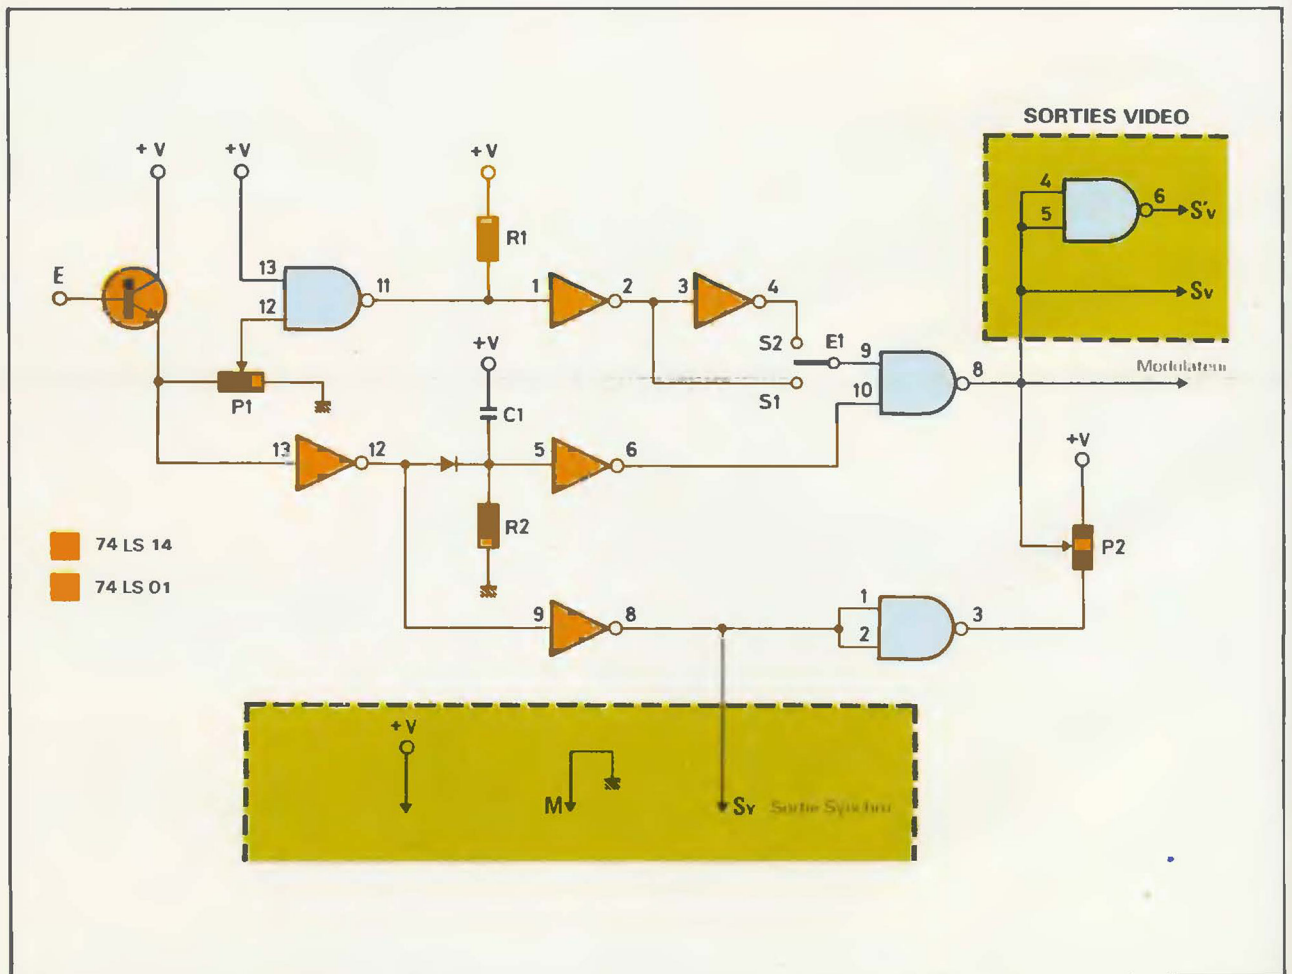 SORTIES VIDEO
+ V
+V
+ V
4
5
6
S'v
E
13
12
11
R1
1
2
3
4
Sv
+V
S2
E1
9
8
Modulateur
P1
C1
S1
10
13
12
5
6
+V
R2
P2
74 LS 14
74 LS 01
9
8
1
2
3
+ V
M
SY Sortie Synchro